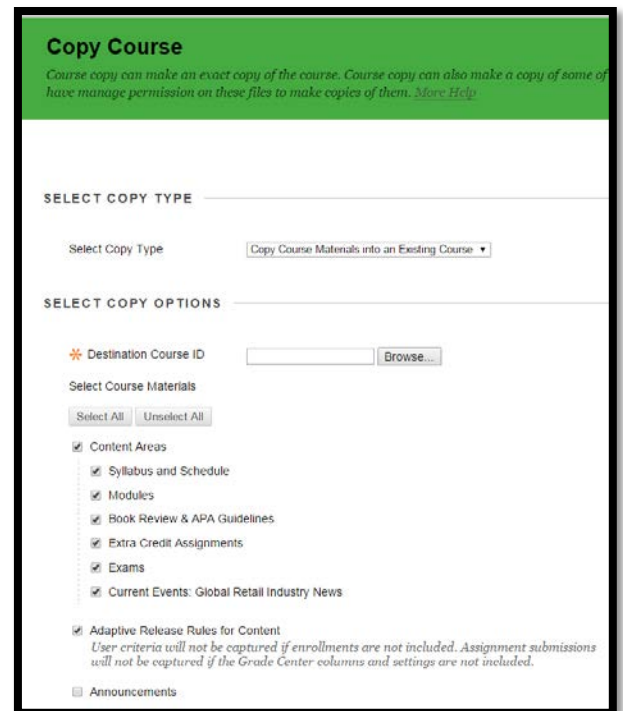 Copy Course
Course copy can make an exact copy of the course. Course copy can also make a copy of some of
have manage permission on these files to make copies of them. More Help
SELECT COPY TYPE
Select Copy Type Copy Course Materials into an Existing Course
SELECT COPY OPTIONS
Destination Course ID Browse...
Select Course Materials
Select All Unselect All
Content Areas
Syllabus and Schedule
Modules
Book Review & APA Guidelines
Extra Credit Assignments
Exams
Current Events: Global Retail Industry News
Adaptive Release Rules for Content
User criteria will not be captured if enrollments are not included. Assignment submissions
will not be captured if the Grade Center columns and settings are not included.
Announcements